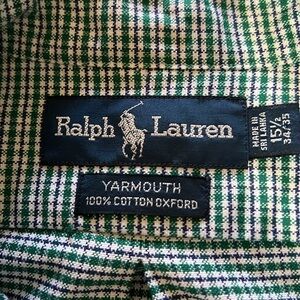 Ralph Lauren
MADE IN
SRI LANKA
15½
34/35
YARMOUTH
100% COTTON OXFORD